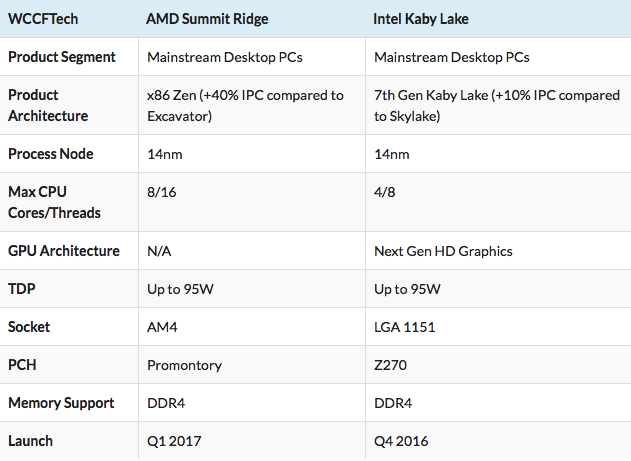 WCCFTech AMD Summit Ridge Intel Kaby Lake
Product Segment Mainstream Desktop PCs Mainstream Desktop PCs
Product x86 Zen (+40% IPC compared to 7th Gen Kaby Lake (+10% IPC compared
Architecture Excavator) to Skylake)
Process Node 14nm 14nm
Max CPU 8/16 4/8
Cores/Threads
GPU Architecture N/A Next Gen HD Graphics
TDP Up to 95W Up to 95W
Socket AM4 LGA 1151
PCH Promontory Z270
Memory Support DDR4 DDR4
Launch Q1 2017 Q4 2016